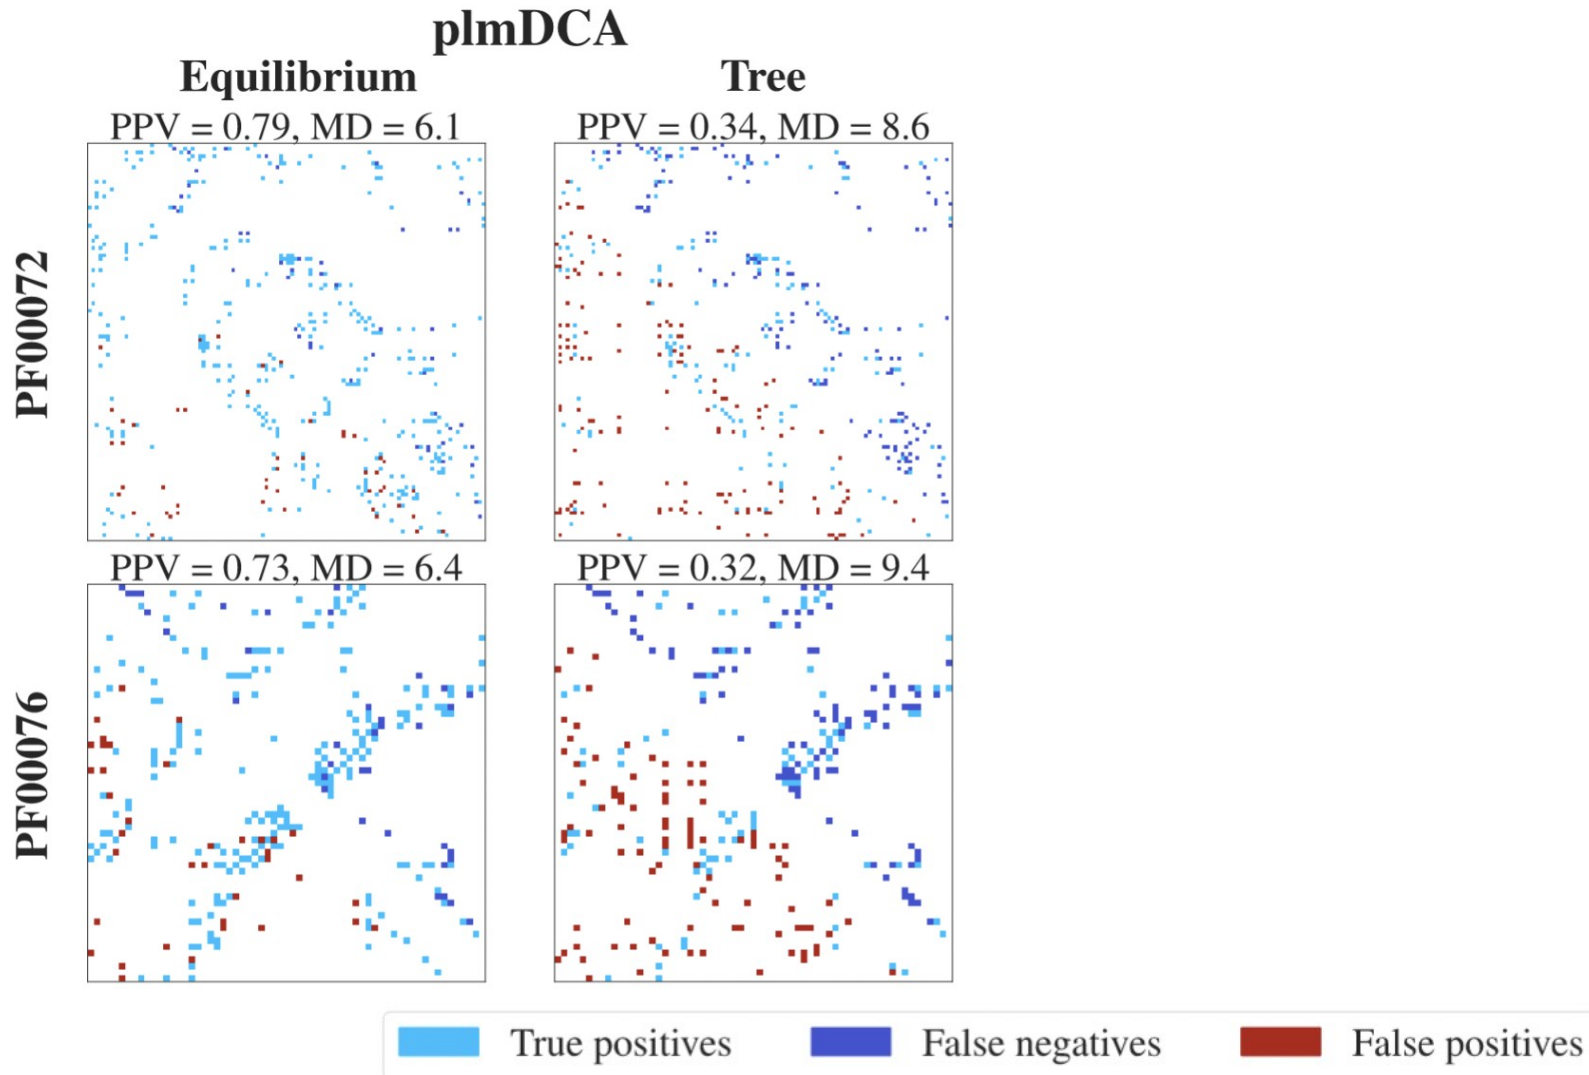 plmDCA
Equilibrium
Tree
PPV = 0.79, MD = 6.1
PPV = 0.34, MD = 8.6
PF00072
PPV = 0.73, MD = 6.4
PPV = 0.32, MD = 9.4
PF00076
True positives
False negatives
False positives